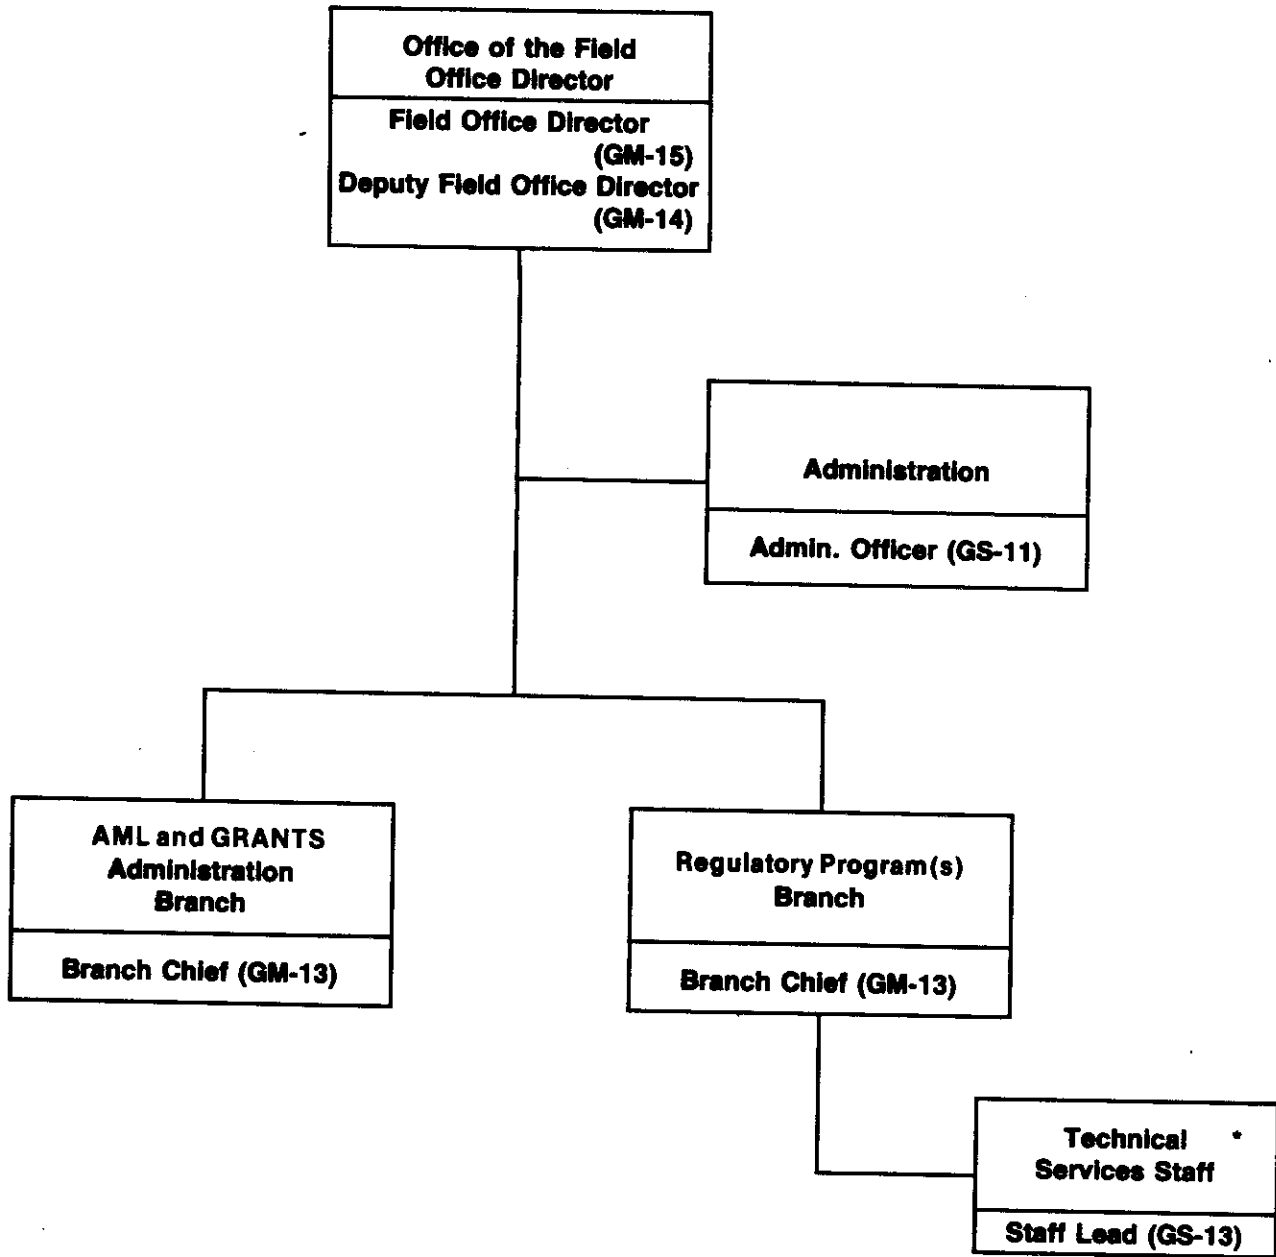 Office of the Field
Office Director
Field Office Director
(GM-15)
Deputy Field Office Director
(GM-14)
Administration
Admin. Officer (GS-11)
AML and GRANTS
Administration
Branch
Branch Chief (GM-13)
Regulatory Program(s)
Branch
Branch Chief (GM-13)
Technical *
Services Staff
Staff Lead (GS-13)